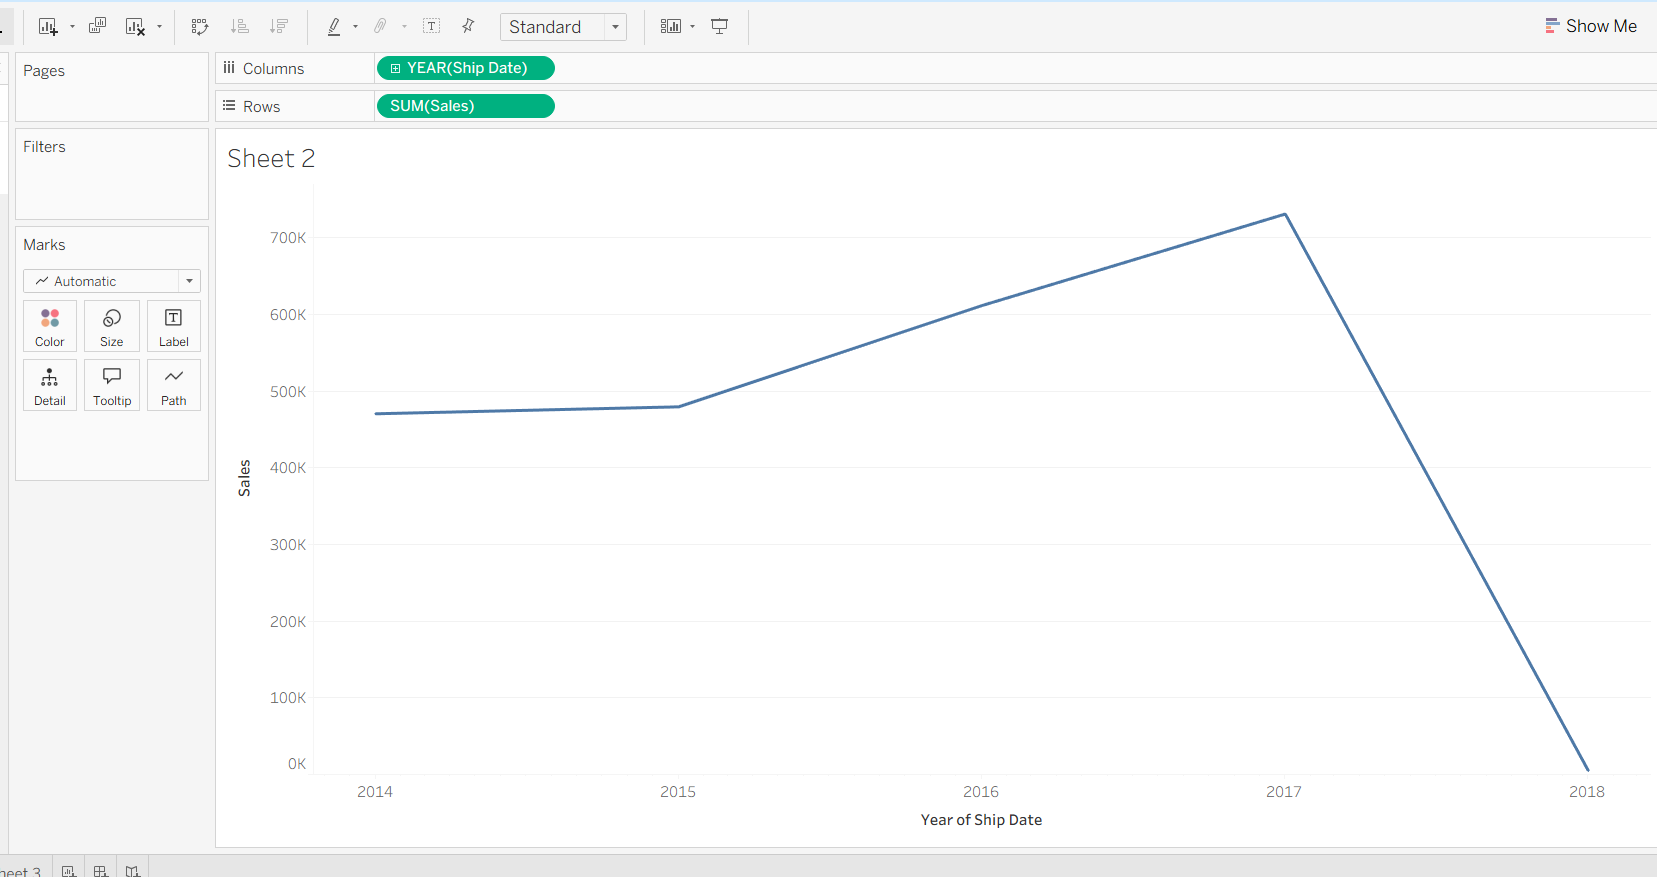 Standard
Show Me
Pages
Columns
YEAR(Ship Date)
Rows
SUM(Sales)
Filters
Sheet 2
Marks
Automatic
Color
Size
Label
Detail
Tooltip
Path
700K
600K
500K
400K
300K
200K
100K
0K
Sales
2014
2015
2016
2017
2018
Year of Ship Date
3